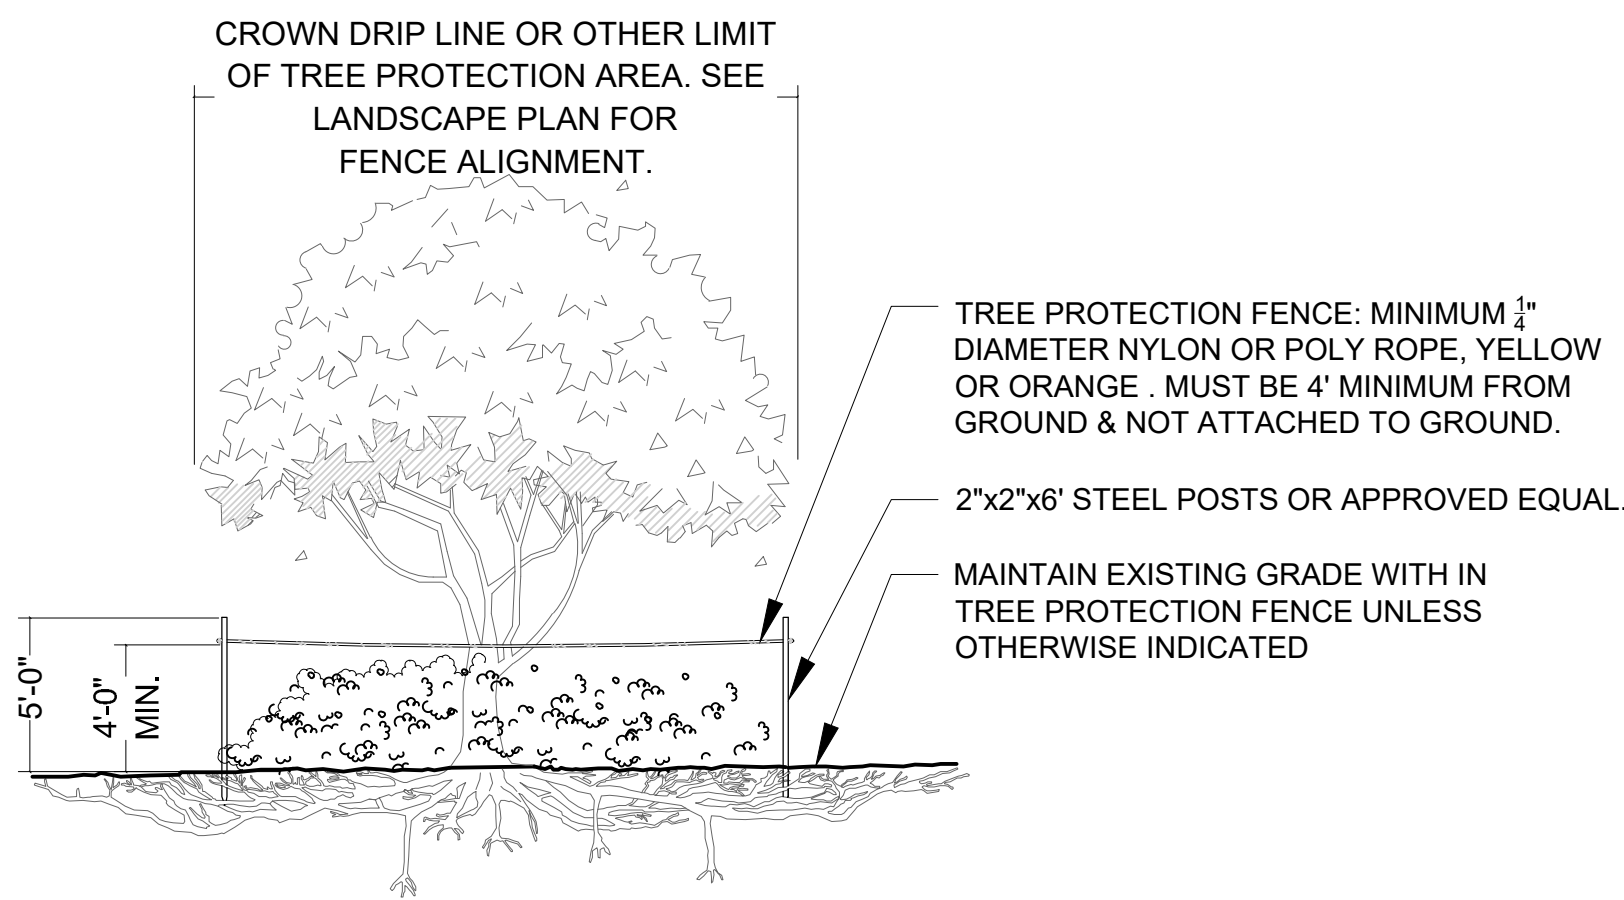 CROWN DRIP LINE OR OTHER LIMIT
OF TREE PROTECTION AREA. SEE
LANDSCAPE PLAN FOR
FENCE ALIGNMENT.
TREE PROTECTION FENCE: MINIMUM 1/4"
DIAMETER NYLON OR POLY ROPE, YELLOW
OR ORANGE . MUST BE 4' MINIMUM FROM
GROUND & NOT ATTACHED TO GROUND.
2"x2"x6' STEEL POSTS OR APPROVED EQUAL.
MAINTAIN EXISTING GRADE WITH IN
TREE PROTECTION FENCE UNLESS
OTHERWISE INDICATED
5'-0"
4'-0"
MIN.